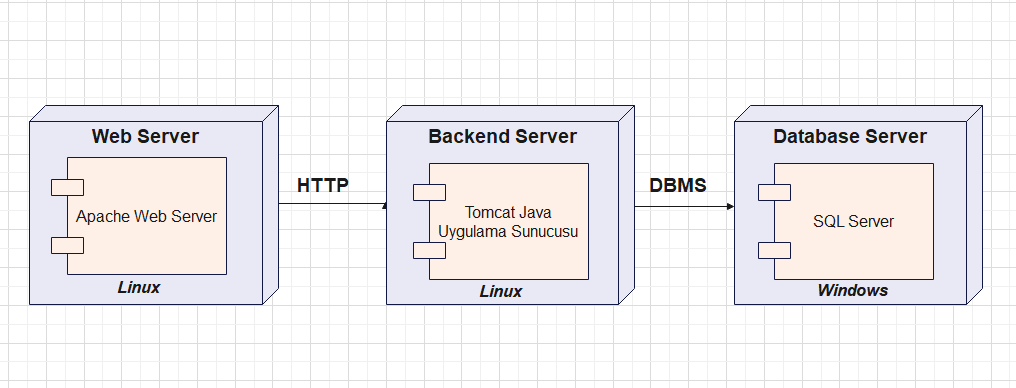 Web Server
Apache Web Server
Linux
HTTP
Backend Server
Tomcat Java
Uygulama Sunucusu
Linux
DBMS
Database Server
SQL Server
Windows